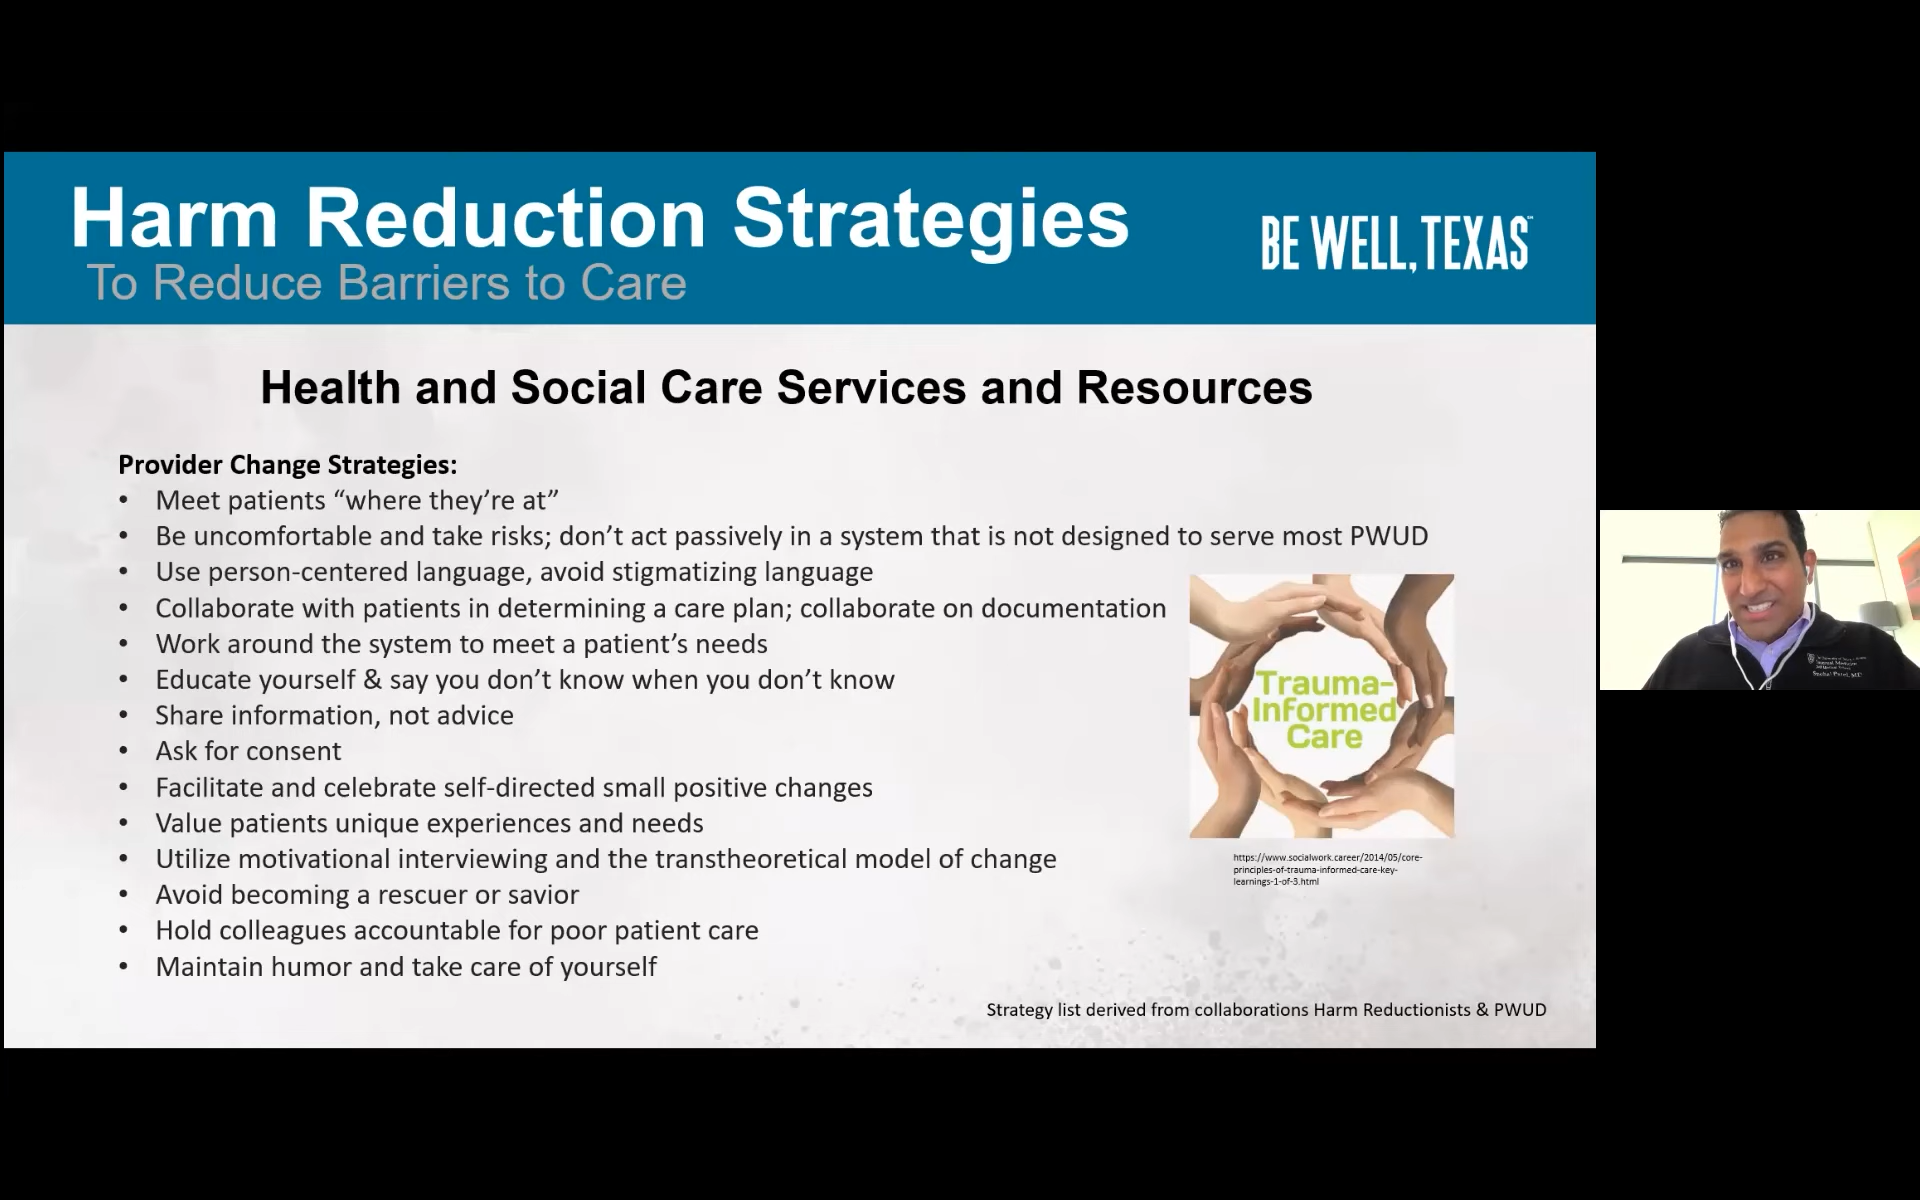 Harm Reduction Strategies
To Reduce Barriers to Care
BE WELL, TEXAS™
Health and Social Care Services and Resources
Provider Change Strategies:
• Meet patients “where they’re at”
• Be uncomfortable and take risks; don’t act passively in a system that is not designed to serve most PWUD
• Use person-centered language, avoid stigmatizing language
• Collaborate with patients in determining a care plan; collaborate on documentation
• Work around the system to meet a patient’s needs
• Educate yourself & say you don’t know when you don’t know
• Share information, not advice
• Ask for consent
• Facilitate and celebrate self-directed small positive changes
• Value patients unique experiences and needs
• Utilize motivational interviewing and the transtheoretical model of change
• Avoid becoming a rescuer or savior
• Hold colleagues accountable for poor patient care
• Maintain humor and take care of yourself
Trauma-
Informed
Care
https://www.socialwork.career/2014/05/core-
principles-of-trauma-informed-care-key-
learnings-1-of-3.html
Strategy list derived from collaborations Harm Reductionists & PWUD